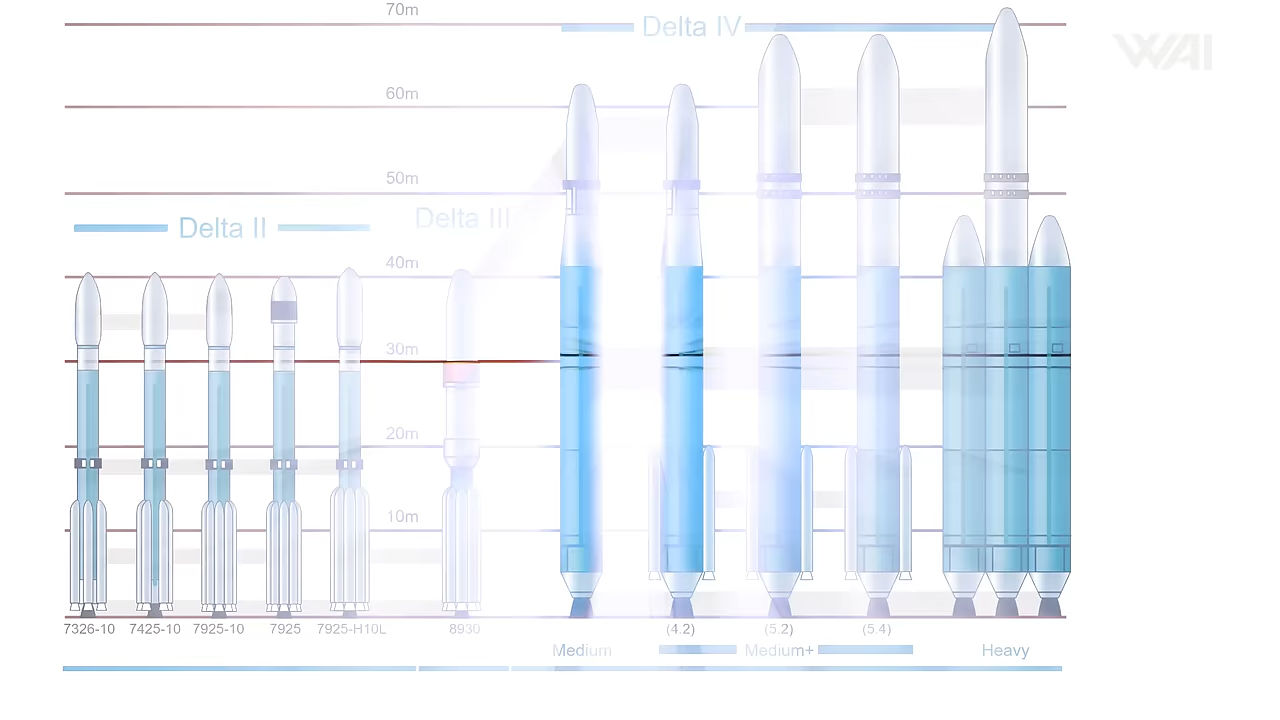 70m
Delta IV
WAI
60m
50m
Delta II
Delta III
40m
30m
20m
10m
7326-10 7425-10 7925-10 7925 7925-H10L 8930 (4.2) (5.2) (5.4)
Medium Medium+ Heavy